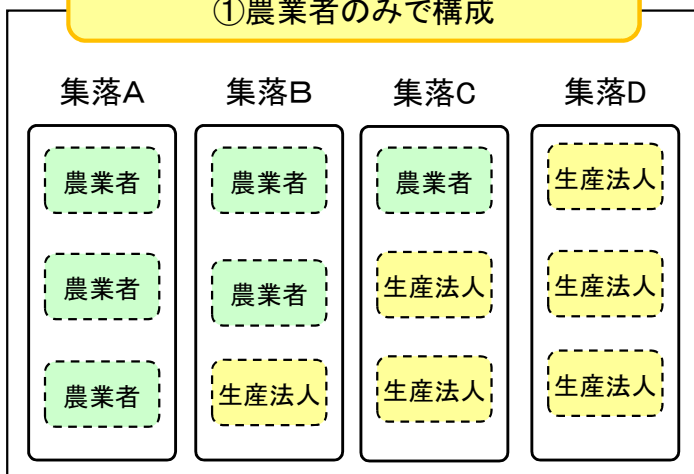 ①農業者のみで構成
集落A 集落B 集落C 集落D
農業者 農業者 農業者 生産法人
農業者 農業者 生産法人 生産法人
農業者 生産法人 生産法人 生産法人